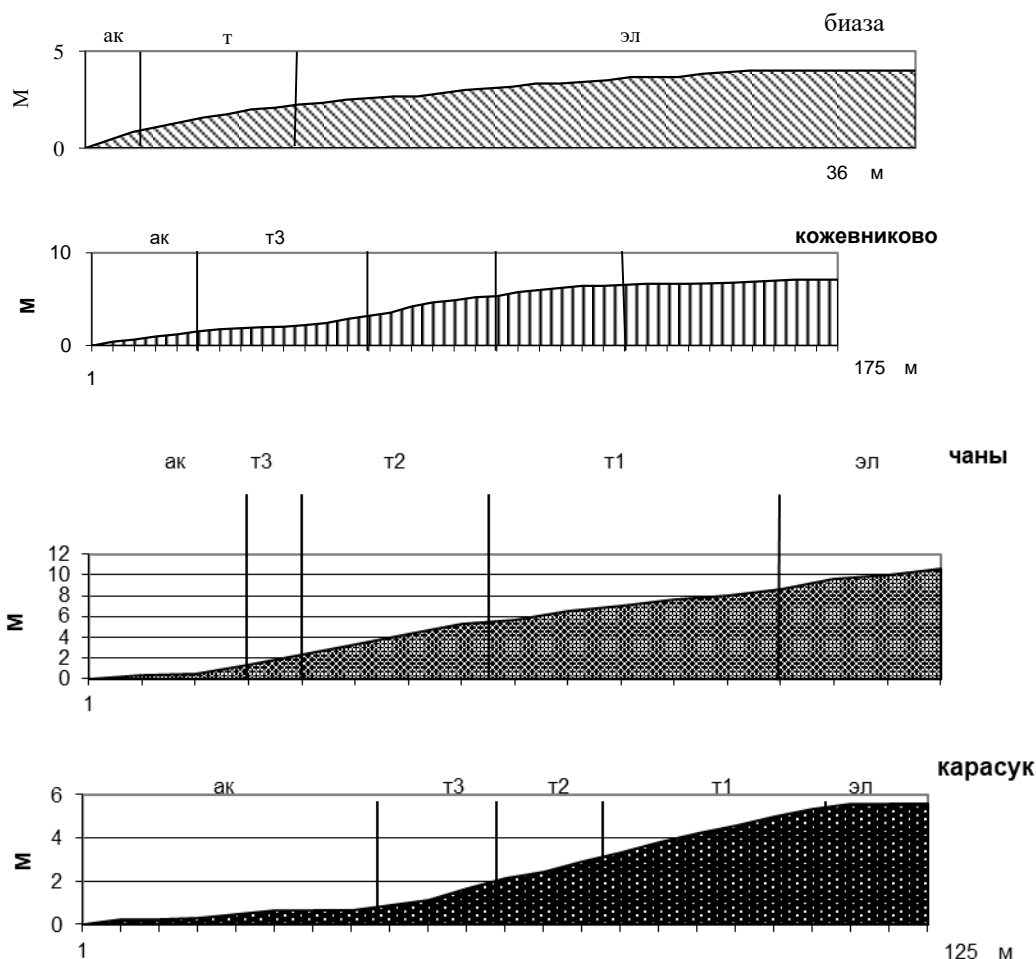 биаза
ак т эл
5
М
0
36 м
кожевниково
ак т3
10
м
0
1
175 м
чаны
ак т3 т2 т1 эл
12
10
8
6
м
4
2
0
1
карасук
ак т3 т2 т1 эл
6
4
м
2
0
1
125 м